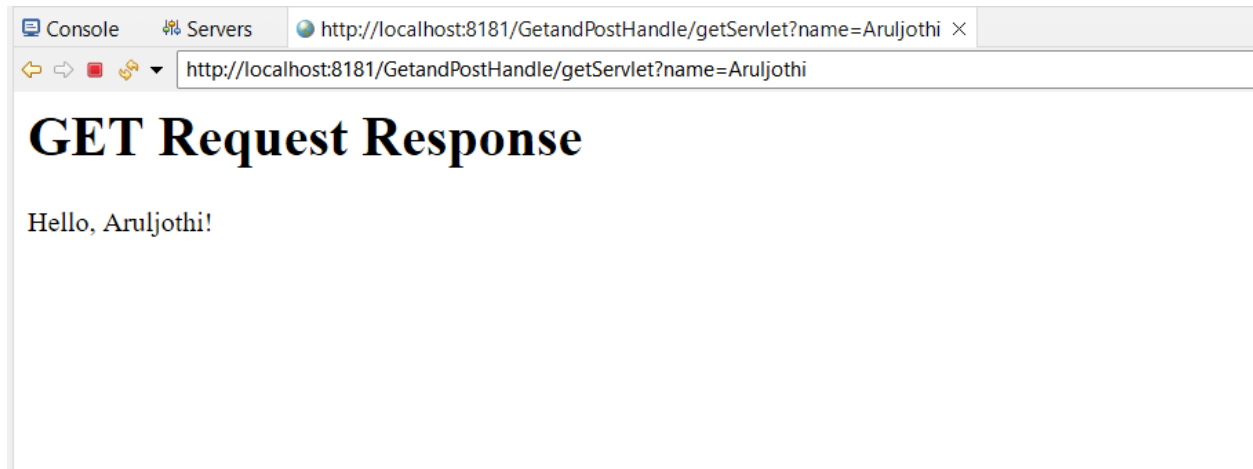 Console Servers http://localhost:8181/GetandPostHandle/getServlet?name=Aruljothi
http://localhost:8181/GetandPostHandle/getServlet?name=Aruljothi
GET Request Response
Hello, Aruljothi!